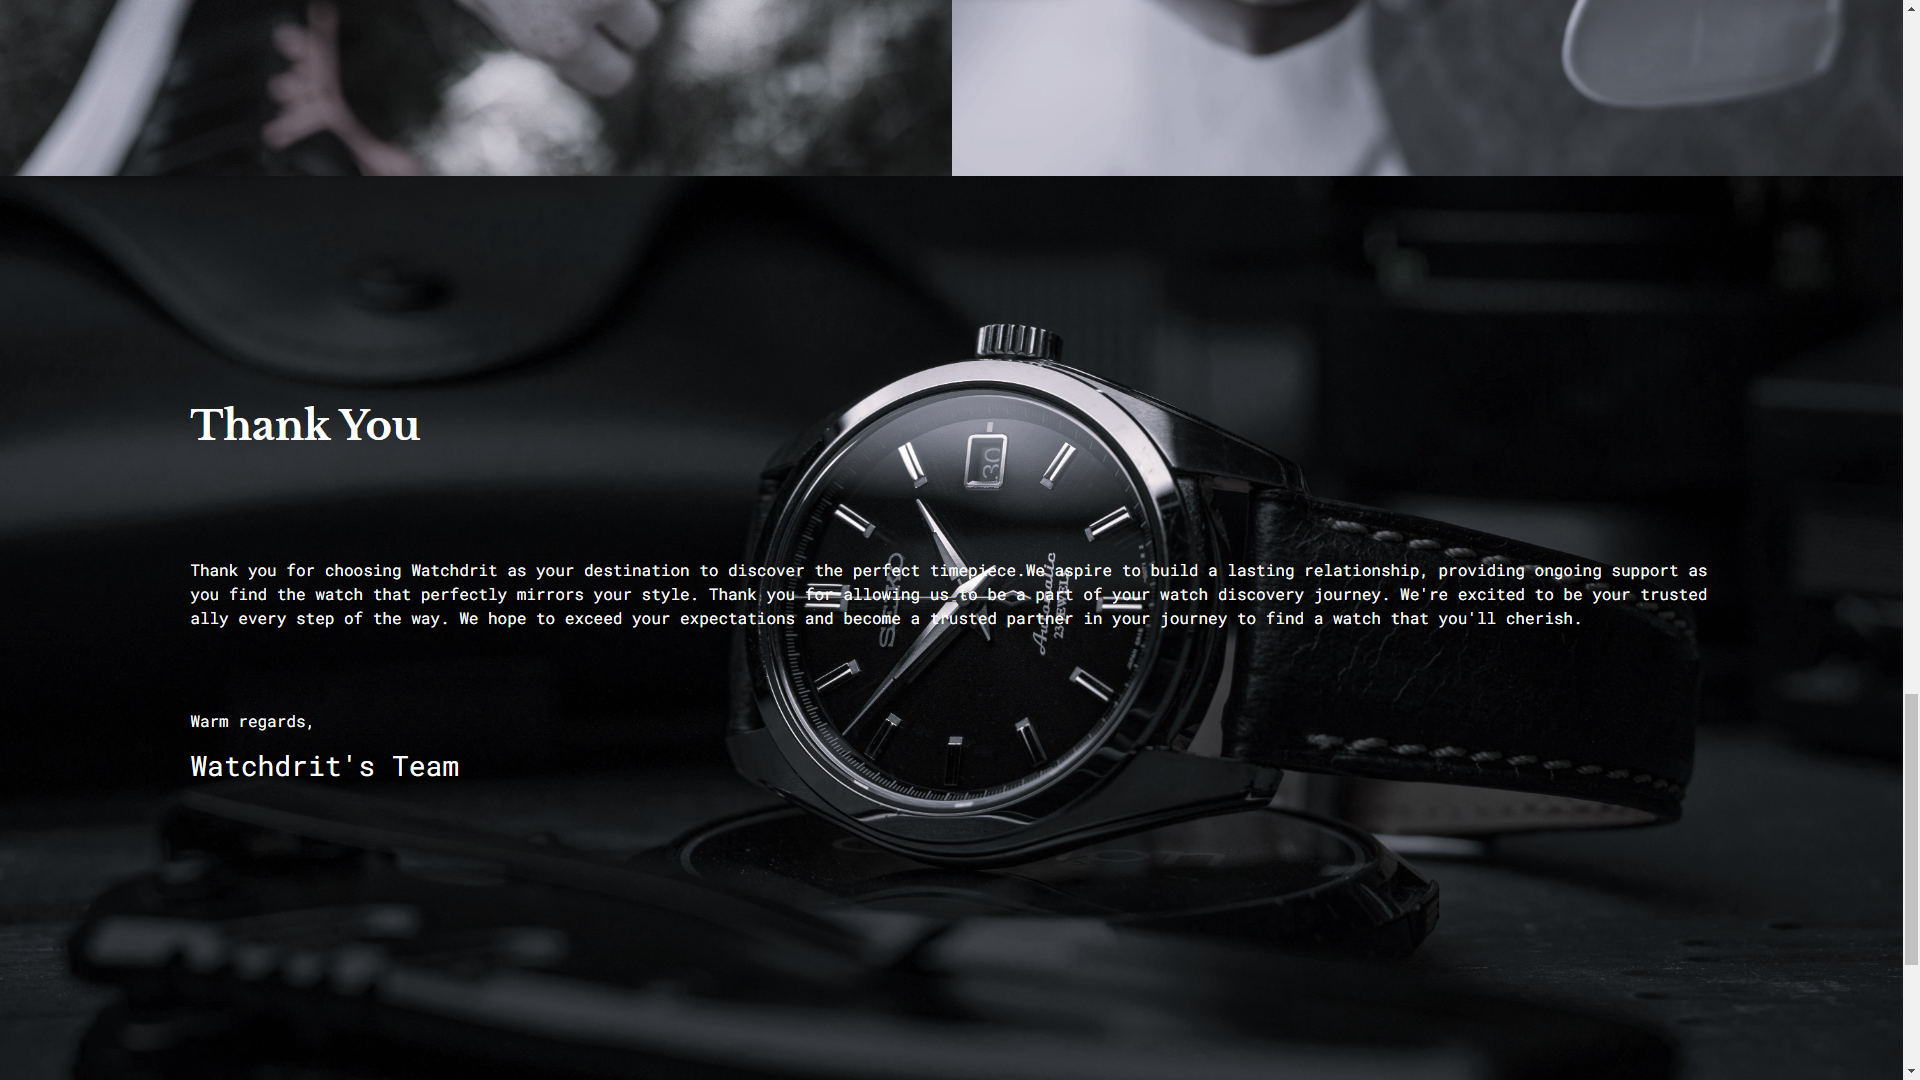 Thank You
30
SEIKO
Automatic
Thank you for choosing Watchdrit as your destination to discover the perfect timepiece.We aspire to build a lasting relationship, providing ongoing support as
you find the watch that perfectly mirrors your style. Thank you for allowing us to be a part of your watch discovery journey. We're excited to be your trusted
ally every step of the way. We hope to exceed your expectations and become a trusted partner in your journey to find a watch that you'll cherish.
Warm regards,
Watchdrit's Team